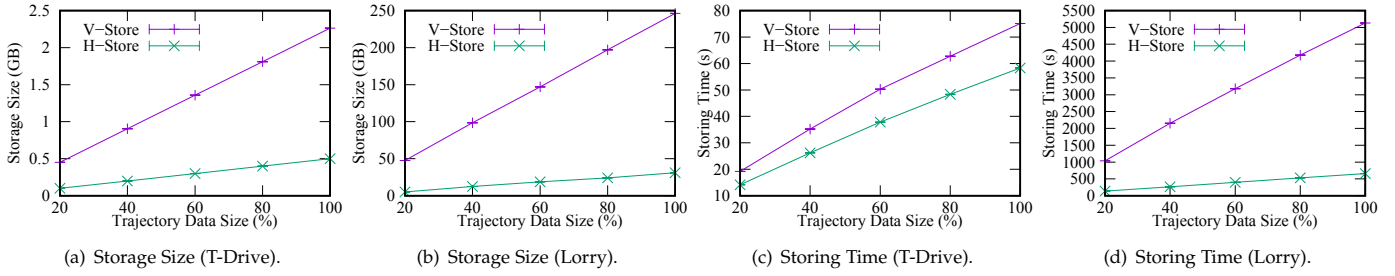 3
2.5
2
1.5
1
0.5
0
20 40 60 80 100
Storage Size (GB)
Trajectory Data Size (%)
V−Store
H−Store
(a) Storage Size (T-Drive).
250
200
150
100
50
0
20 40 60 80 100
Storage Size (GB)
Trajectory Data Size (%)
V−Store
H−Store
(b) Storage Size (Lorry).
80
70
60
50
40
30
20
10
20 40 60 80 100
Storing Time (s)
Trajectory Data Size (%)
V−Store
H−Store
(c) Storing Time (T-Drive).
5500
5000
4500
4000
3500
3000
2500
2000
1500
1000
500
0
20 40 60 80 100
Storing Time (s)
Trajectory Data Size (%)
V−Store
H−Store
(d) Storing Time (Lorry).